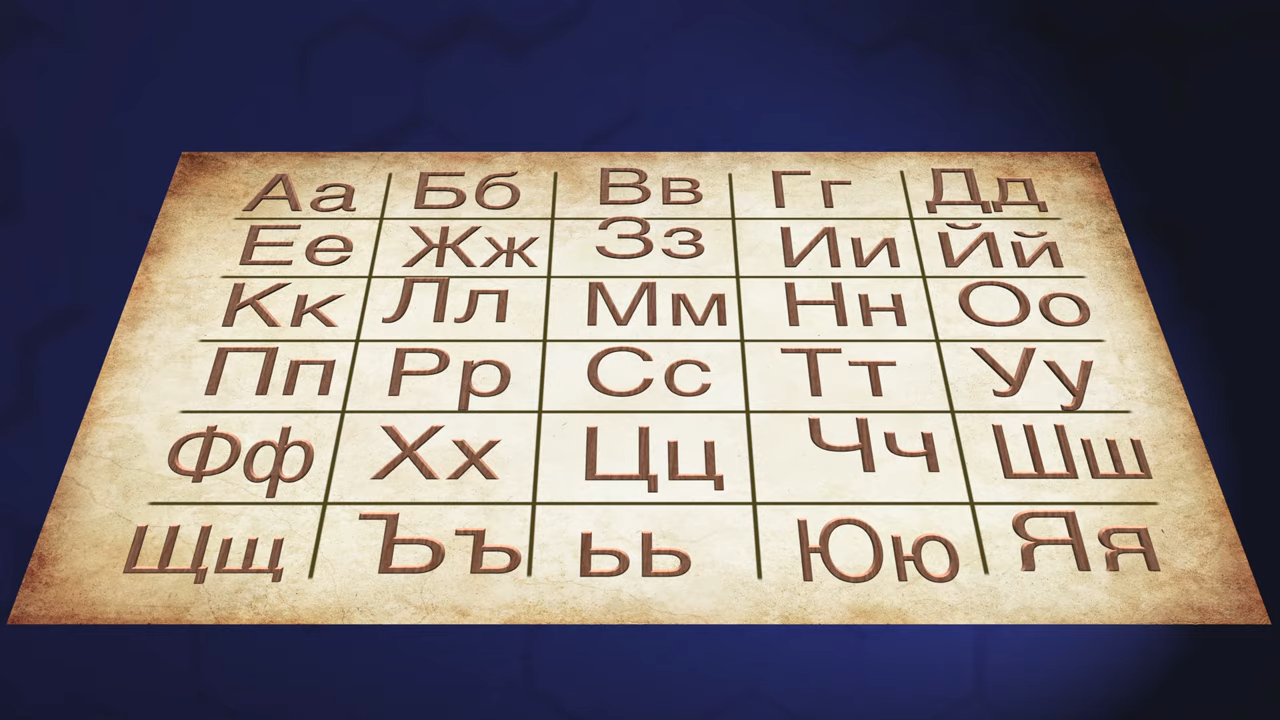 Аа Бб Вв Гг Дд
Ее Жж Зз Ии Йй
Кк Лл Мм Нн Оо
Пп Рр Сс Тт Уу
Фф Хх Цц Чч Шш
Щщ Ъъ ьь Юю Яя